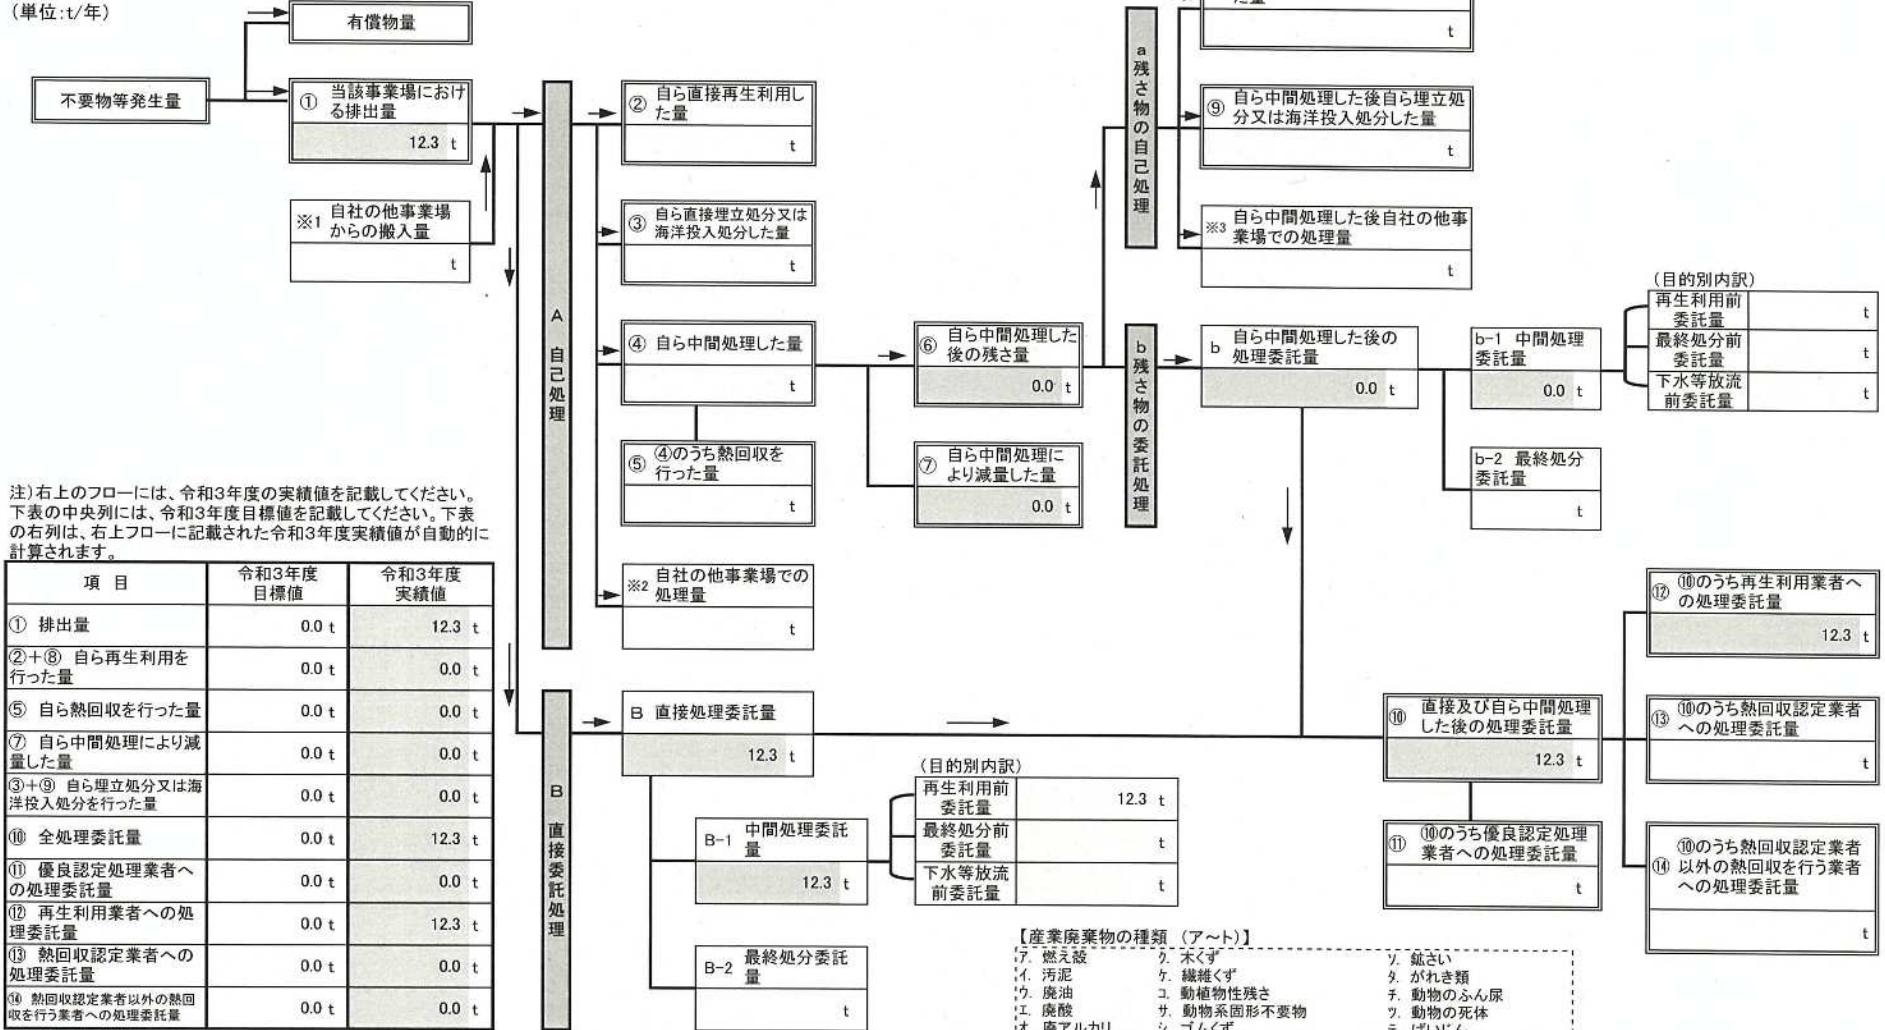 (単位:t/年)
有償物量
不要物等発生量
① 当該事業場におけ
る排出量
12.3 t
※1 自社の他事業場
からの搬入量
t
A 自己処理
② 自ら直接再生利用し
た量
t
③ 自ら直接埋立処分又は
海洋投入処分した量
t
④ 自ら中間処理した量
t
⑤ ④のうち熱回収を
行った量
t
※2 自社の他事業場での
処理量
t
⑥ 自ら中間処理した
後の残さ量
0.0 t
⑦ 自ら中間処理に
より減量した量
0.0 t
a 残さ物の自己処理
t
⑨ 自ら中間処理した後自ら埋立処
分又は海洋投入処分した量
t
※3 自ら中間処理した後自社の他事
業場での処理量
t
b 残さ物の委託処理
b 自ら中間処理した後の
処理委託量
0.0 t
b-1 中間処理
委託量
0.0 t
b-2 最終処分
委託量
t
(目的別内訳)
再生利用前
委託量
t
最終処分前
委託量
t
下水等放流
前委託量
t
注)右上のフローには、令和3年度の実績値を記載してください。
下表の中央列には、令和3年度目標値を記載してください。下表
の右列は、右上フローに記載された令和3年度実績値が自動的に
計算されます。
項 目
令和3年度
目標値
令和3年度
実績値
① 排出量 0.0 t 12.3 t
②+⑧ 自ら再生利用を
行った量 0.0 t 0.0 t
⑤ 自ら熱回収を行った量 0.0 t 0.0 t
⑦ 自ら中間処理により減
量した量 0.0 t 0.0 t
③+⑨ 自ら埋立処分又は海
洋投入処分を行った量 0.0 t 0.0 t
⑩ 全処理委託量 0.0 t 12.3 t
⑪ 優良認定処理業者へ
の処理委託量 0.0 t 0.0 t
⑫ 再生利用業者への処
理委託量 0.0 t 12.3 t
⑬ 熱回収認定業者への
処理委託量 0.0 t 0.0 t
⑭ 熱回収認定業者以外の熱回
収を行う業者への処理委託量 0.0 t 0.0 t
B 直接委託処理
B 直接処理委託量
12.3 t
B-1 中間処理委託
量
12.3 t
B-2 最終処分委託
量
t
(目的別内訳)
再生利用前
委託量
12.3 t
最終処分前
委託量
t
下水等放流
前委託量
t
⑩ 直接及び自ら中間処理
した後の処理委託量
12.3 t
⑪ ⑩のうち優良認定処理
業者への処理委託量
t
⑫ ⑩のうち再生利用業者へ
の処理委託量
12.3 t
⑬ ⑩のうち熱回収認定業者
への処理委託量
t
⑭ ⑩のうち熱回収認定業者
以外の熱回収を行う業者
への処理委託量
t
【産業廃棄物の種類 (ア~ト)】
ア. 燃え殻 ク. 木くず ソ. 鉱さい
イ. 汚泥 ケ. 繊維くず タ. がれき類
ウ. 廃油 コ. 動植物性残さ チ. 動物のふん尿
エ. 廃酸 サ. 動物系固形不要物 ツ. 動物の死体
オ. 廃アルカリ シ. ゴムくず テ. ばいじん